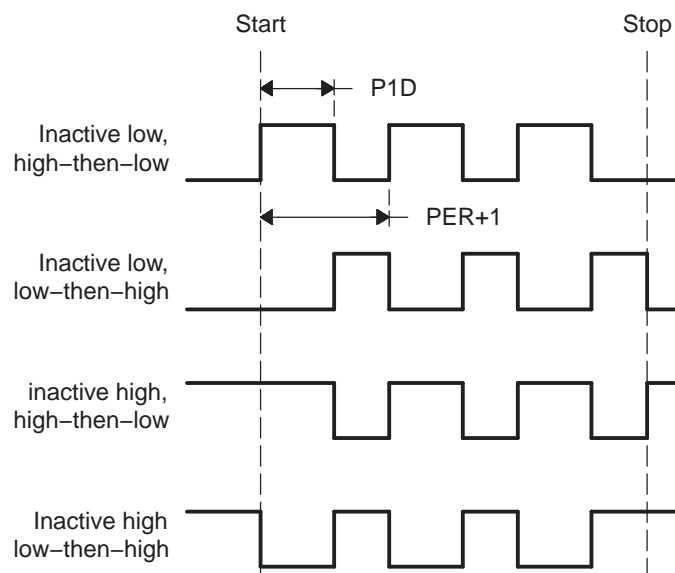 Start
Stop
P1D
Inactive low,
high−then−low
PER+1
Inactive low,
low−then−high
inactive high,
high−then−low
Inactive high
low−then−high